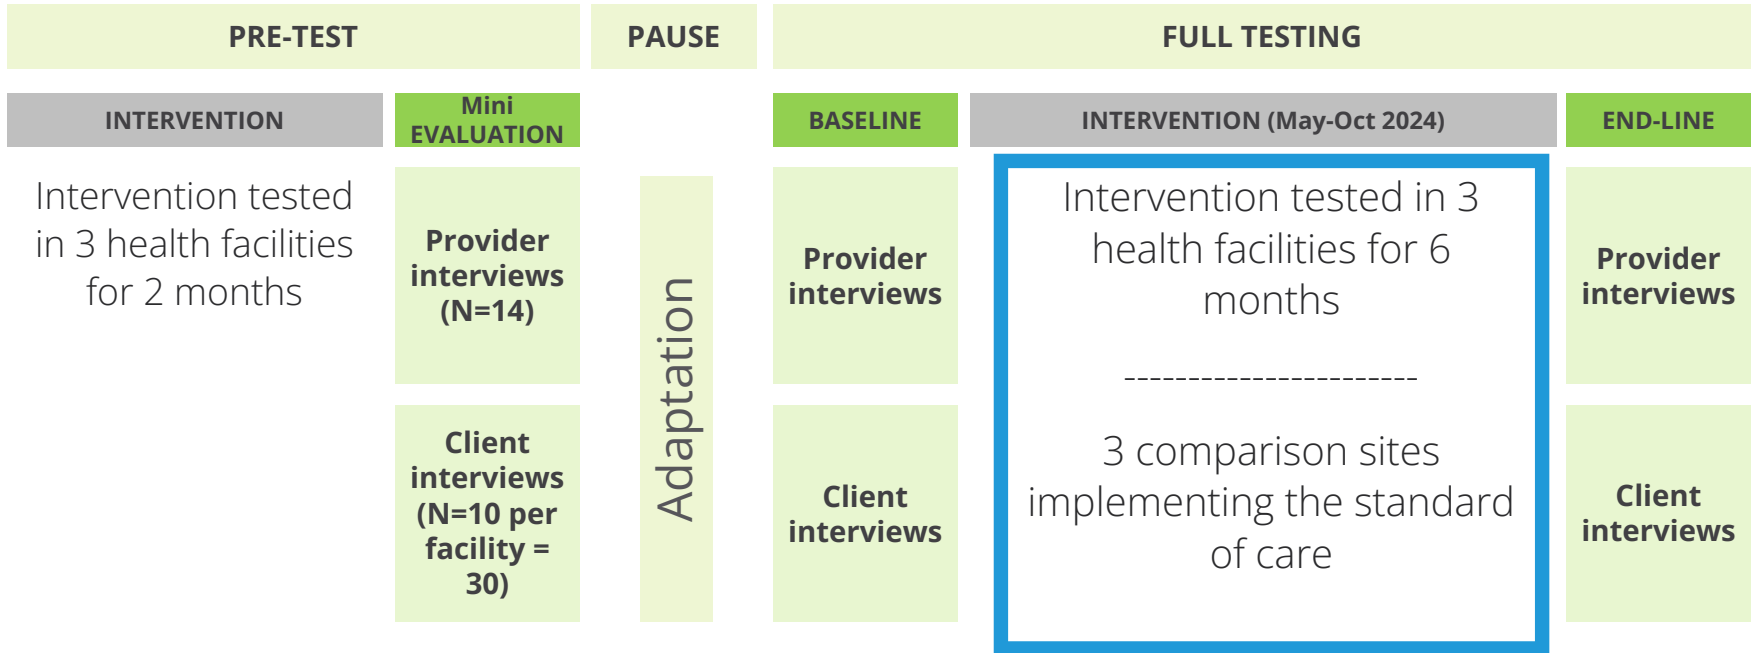 PRE-TEST
PAUSE
FULL TESTING
INTERVENTION
Mini
EVALUATION
BASELINE
INTERVENTION (May-Oct 2024)
END-LINE
Intervention tested
in 3 health facilities
for 2 months
Provider
interviews
(N=14)
Client
interviews
(N=10 per
facility =
30)
Adaptation
Provider
interviews
Client
interviews
Intervention tested in 3
health facilities for 6
months
-----------------------
3 comparison sites
implementing the standard
of care
Provider
interviews
Client
interviews